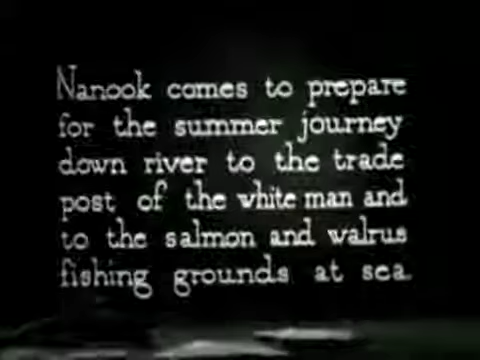 Nanook comes to prepare
for the summer journey
down river to the trade
post of the white man and
to the salmon and walrus
fishing grounds at sea